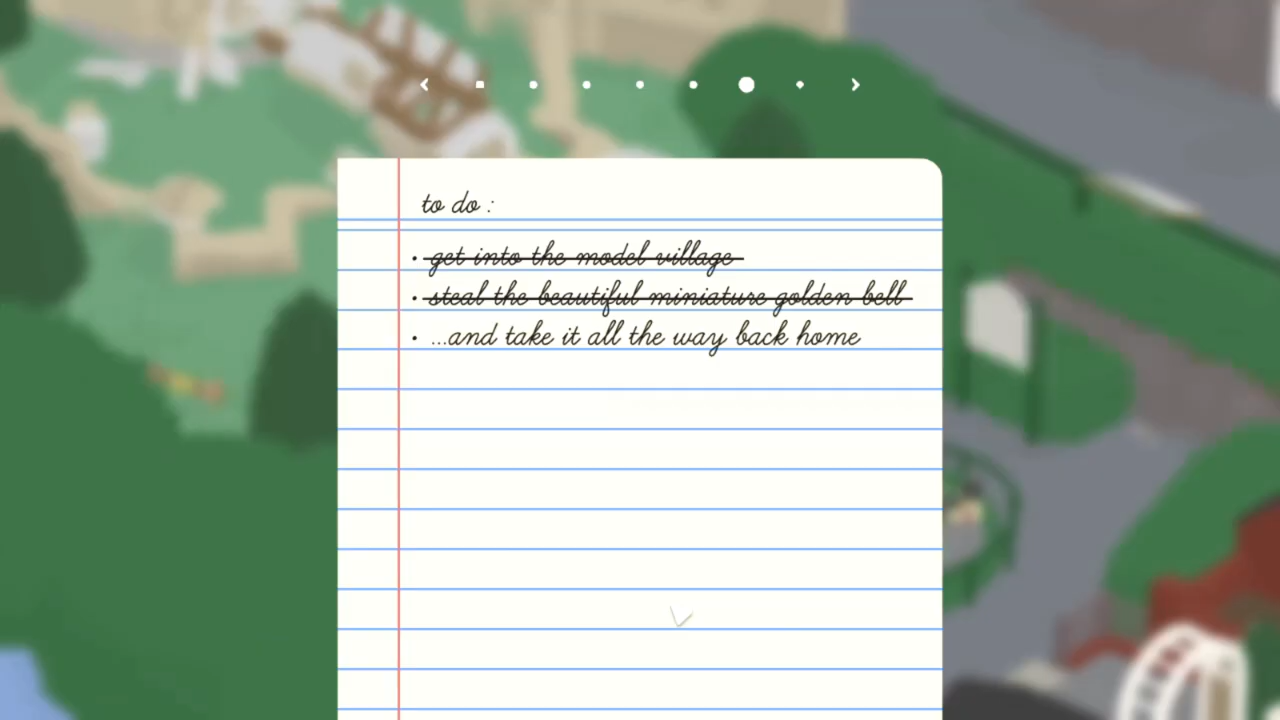 to do :
• get into the model village
• steal the beautiful miniature golden bell
• ...and take it all the way back home